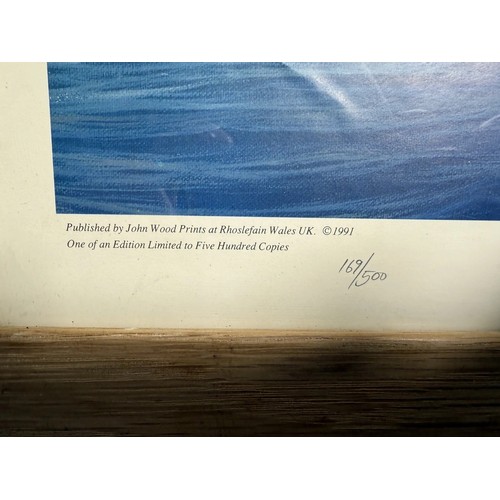 Published by John Wood Prints at Rhoslefain Wales UK. ©1991
One of an Edition Limited to Five Hundred Copies
169/500